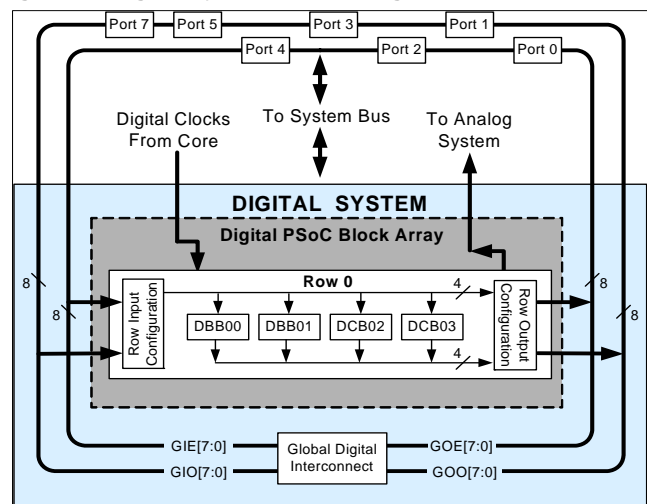 Port 7
Port 5
Port 3
Port 1
Port 4
Port 2
Port 0
Digital Clocks
From Core
To System Bus
To Analog
System
DIGITAL SYSTEM
Digital PSoC Block Array
Row 0
4
8
8
8
8
Row Input
Configuration
DBB00
DBB01
DCB02
DCB03
Row Output
Configuration
4
GIE[7:0]
GIO[7:0]
Global Digital
Interconnect
GOE[7:0]
GOO[7:0]